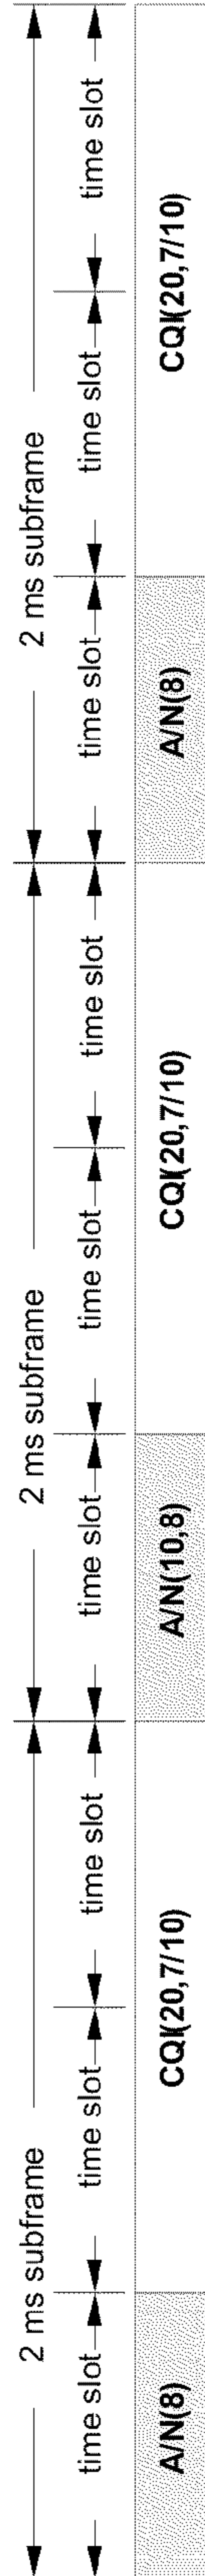 2 ms subframe 2 ms subframe 2 ms subframe
time slot time slot time slot time slot time slot time slot time slot time slot time slot
A/N(8) CQI(20,7/10) A/N(10,8) CQI(20,7/10) A/N(8) CQI(20,7/10)